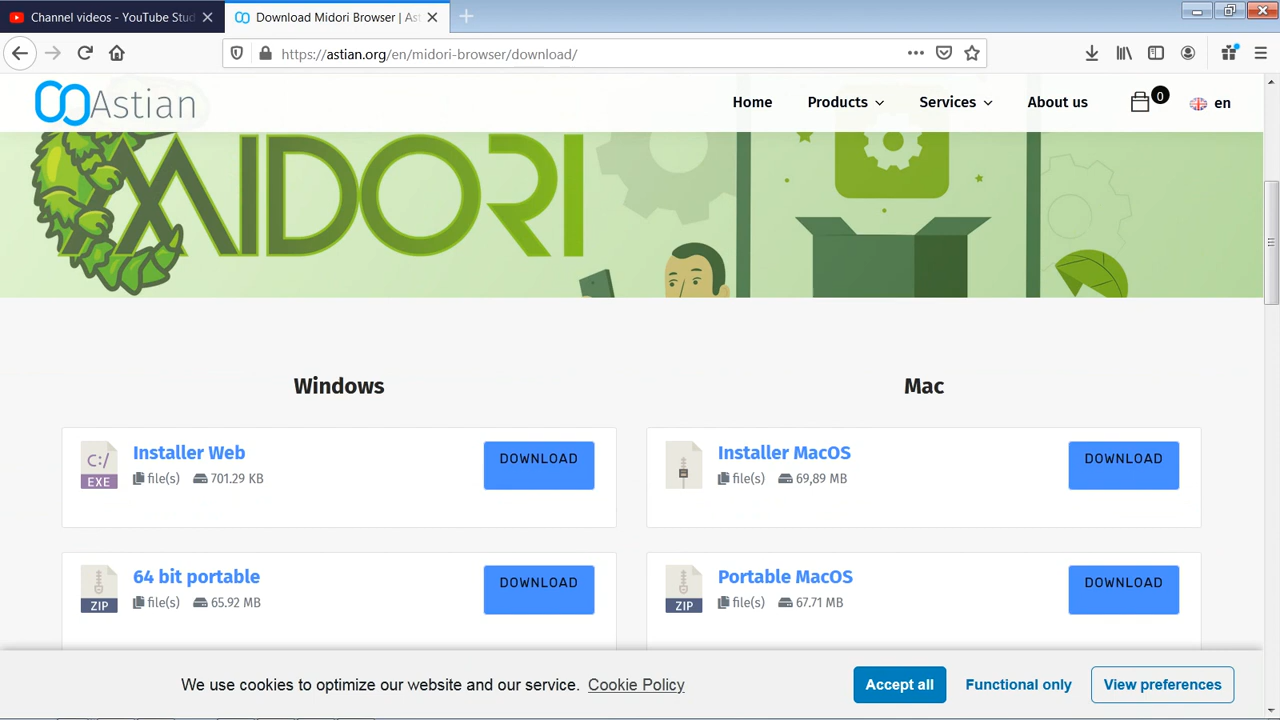 Channel videos - YouTube Stud
Download Midori Browser | Ast
https://astian.org/en/midori-browser/download/
Astian
Home
Products
Services
About us
0
en
MIDORI
Windows
Mac
C:/
EXE
Installer Web
file(s) 701.29 KB
DOWNLOAD
Installer MacOS
file(s) 69,89 MB
DOWNLOAD
ZIP
64 bit portable
file(s) 65.92 MB
DOWNLOAD
ZIP
Portable MacOS
file(s) 67.71 MB
DOWNLOAD
We use cookies to optimize our website and our service. Cookie Policy
Accept all
Functional only
View preferences